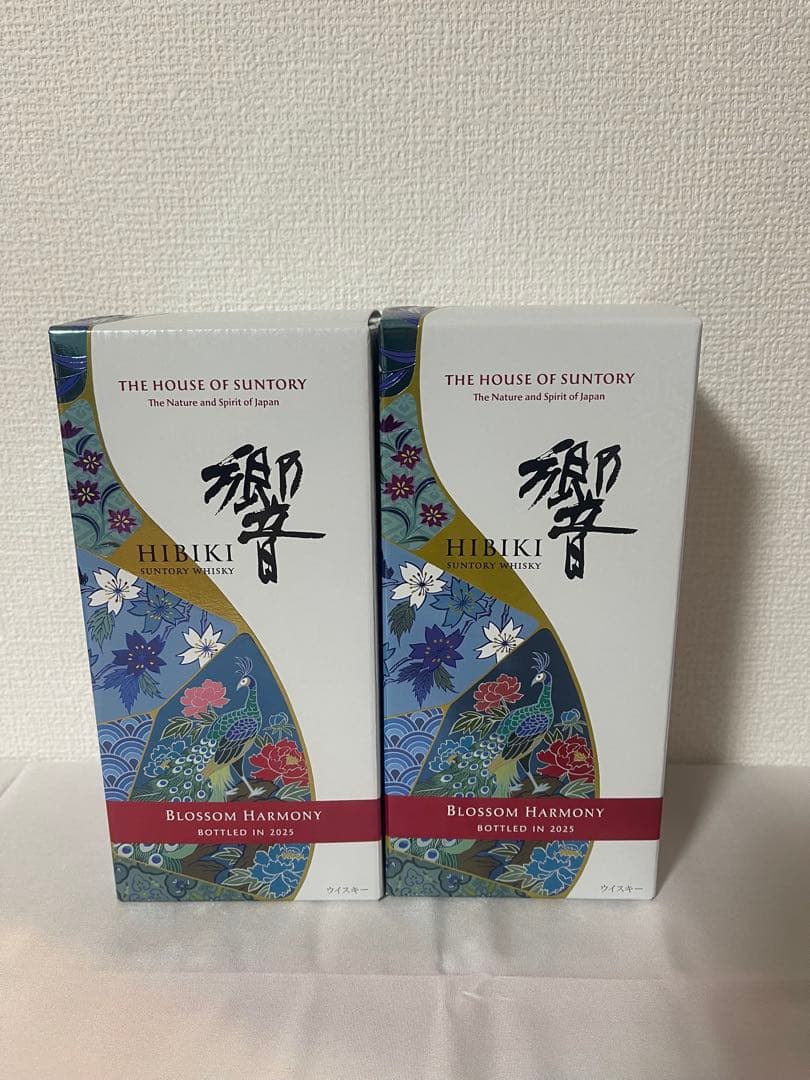 THE HOUSE OF SUNTORY
The Nature and Spirit of Japan
響
HIBIKI
SUNTORY WHISKY
BLOSSOM HARMONY
BOTTLED IN 2025
ウイスキー
THE HOUSE OF SUNTORY
The Nature and Spirit of Japan
響
HIBIKI
SUNTORY WHISKY
BLOSSOM HARMONY
BOTTLED IN 2025
ウイスキー